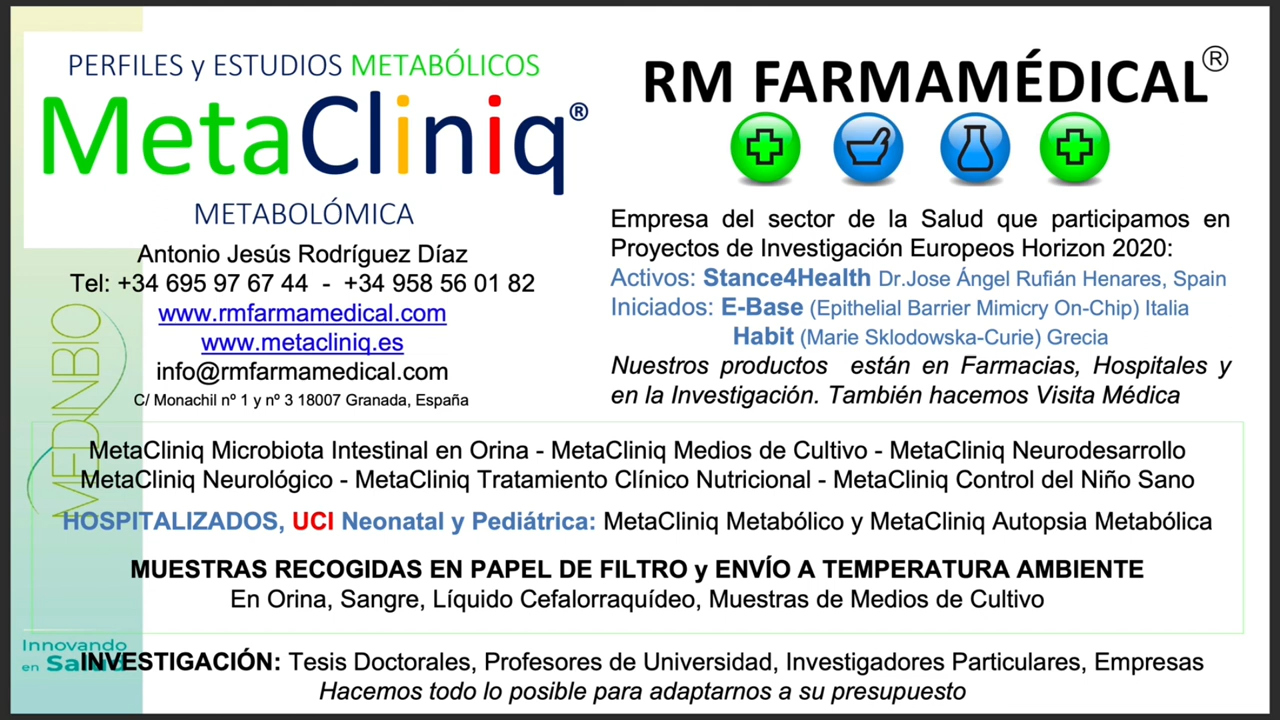 PERFILES y ESTUDIOS METABÓLICOS
MetaCliniq®
METABOLÓMICA
Antonio Jesús Rodríguez Díaz
Tel: +34 695 97 67 44 - +34 958 56 01 82
www.rmfarmamedical.com
www.metacliniq.es
info@rmfarmamedical.com
C/ Monachil nº 1 y nº 3 18007 Granada, España
RM FARMAMÉDICAL®
Empresa del sector de la Salud que participamos en
Proyectos de Investigación Europeos Horizon 2020:
Activos: Stance4Health Dr.Jose Ángel Rufián Henares, Spain
Iniciados: E-Base (Epithelial Barrier Mimicry On-Chip) Italia
Habit (Marie Sklodowska-Curie) Grecia
Nuestros productos están en Farmacias, Hospitales y
en la Investigación. También hacemos Visita Médica
MEDINBIO
MetaCliniq Microbiota Intestinal en Orina - MetaCliniq Medios de Cultivo - MetaCliniq Neurodesarrollo
MetaCliniq Neurológico - MetaCliniq Tratamiento Clínico Nutricional - MetaCliniq Control del Niño Sano
HOSPITALIZADOS, UCI Neonatal y Pediátrica: MetaCliniq Metabólico y MetaCliniq Autopsia Metabólica
MUESTRAS RECOGIDAS EN PAPEL DE FILTRO y ENVÍO A TEMPERATURA AMBIENTE
En Orina, Sangre, Líquido Cefalorraquídeo, Muestras de Medios de Cultivo
Innovando
en Salud
INVESTIGACIÓN: Tesis Doctorales, Profesores de Universidad, Investigadores Particulares, Empresas
Hacemos todo lo posible para adaptarnos a su presupuesto